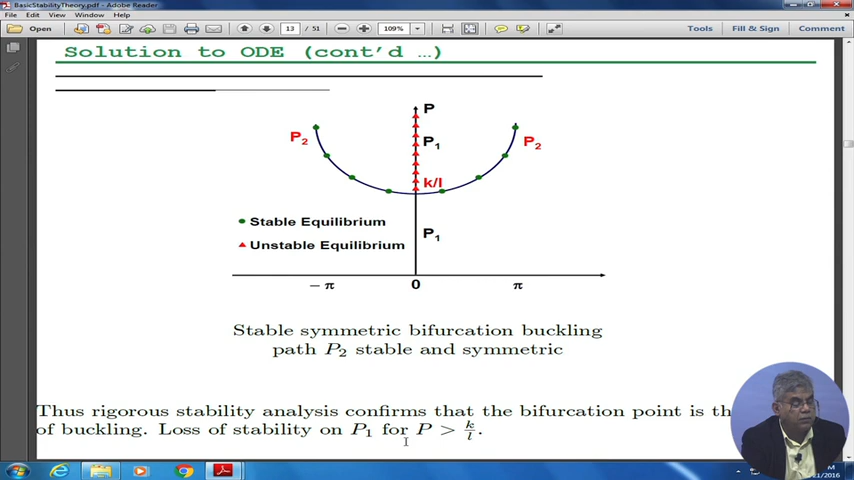 BasicStabilityTheory.pdf - Adobe Reader
File Edit View Window Help
Open 13 / 51 109% Tools Fill & Sign Comment
Solution to ODE (cont'd ...)
P
P₂ P₁ P₂
k/l
Stable Equilibrium
P₁
Unstable Equilibrium
− π 0 π
Stable symmetric bifurcation buckling
path P₂ stable and symmetric
Thus rigorous stability analysis confirms that the bifurcation point is
of buckling. Loss of stability on P₁ for P > k/l.